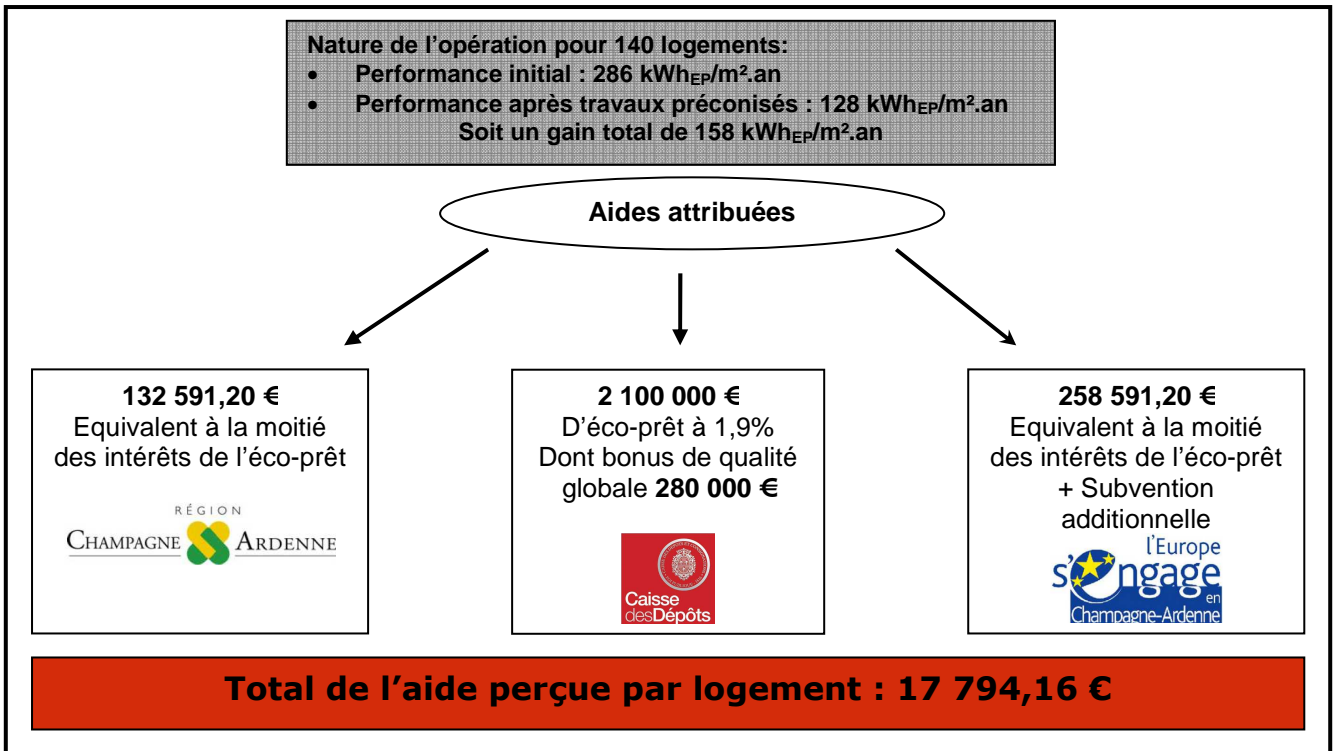 Nature de l’opération pour 140 logements:
• Performance initial : 286 kWhEP/m².an
• Performance après travaux préconisés : 128 kWhEP/m².an
Soit un gain total de 158 kWhEP/m².an
Aides attribuées
132 591,20 €
Equivalent à la moitié
des intérêts de l’éco-prêt
RÉGION
CHAMPAGNE ARDENNE
2 100 000 €
D’éco-prêt à 1,9%
Dont bonus de qualité
globale 280 000 €
Caisse
desDépôts
258 591,20 €
Equivalent à la moitié
des intérêts de l’éco-prêt
+ Subvention
additionnelle
l’Europe
s’engage
en
Champagne-Ardenne
Total de l’aide perçue par logement : 17 794,16 €